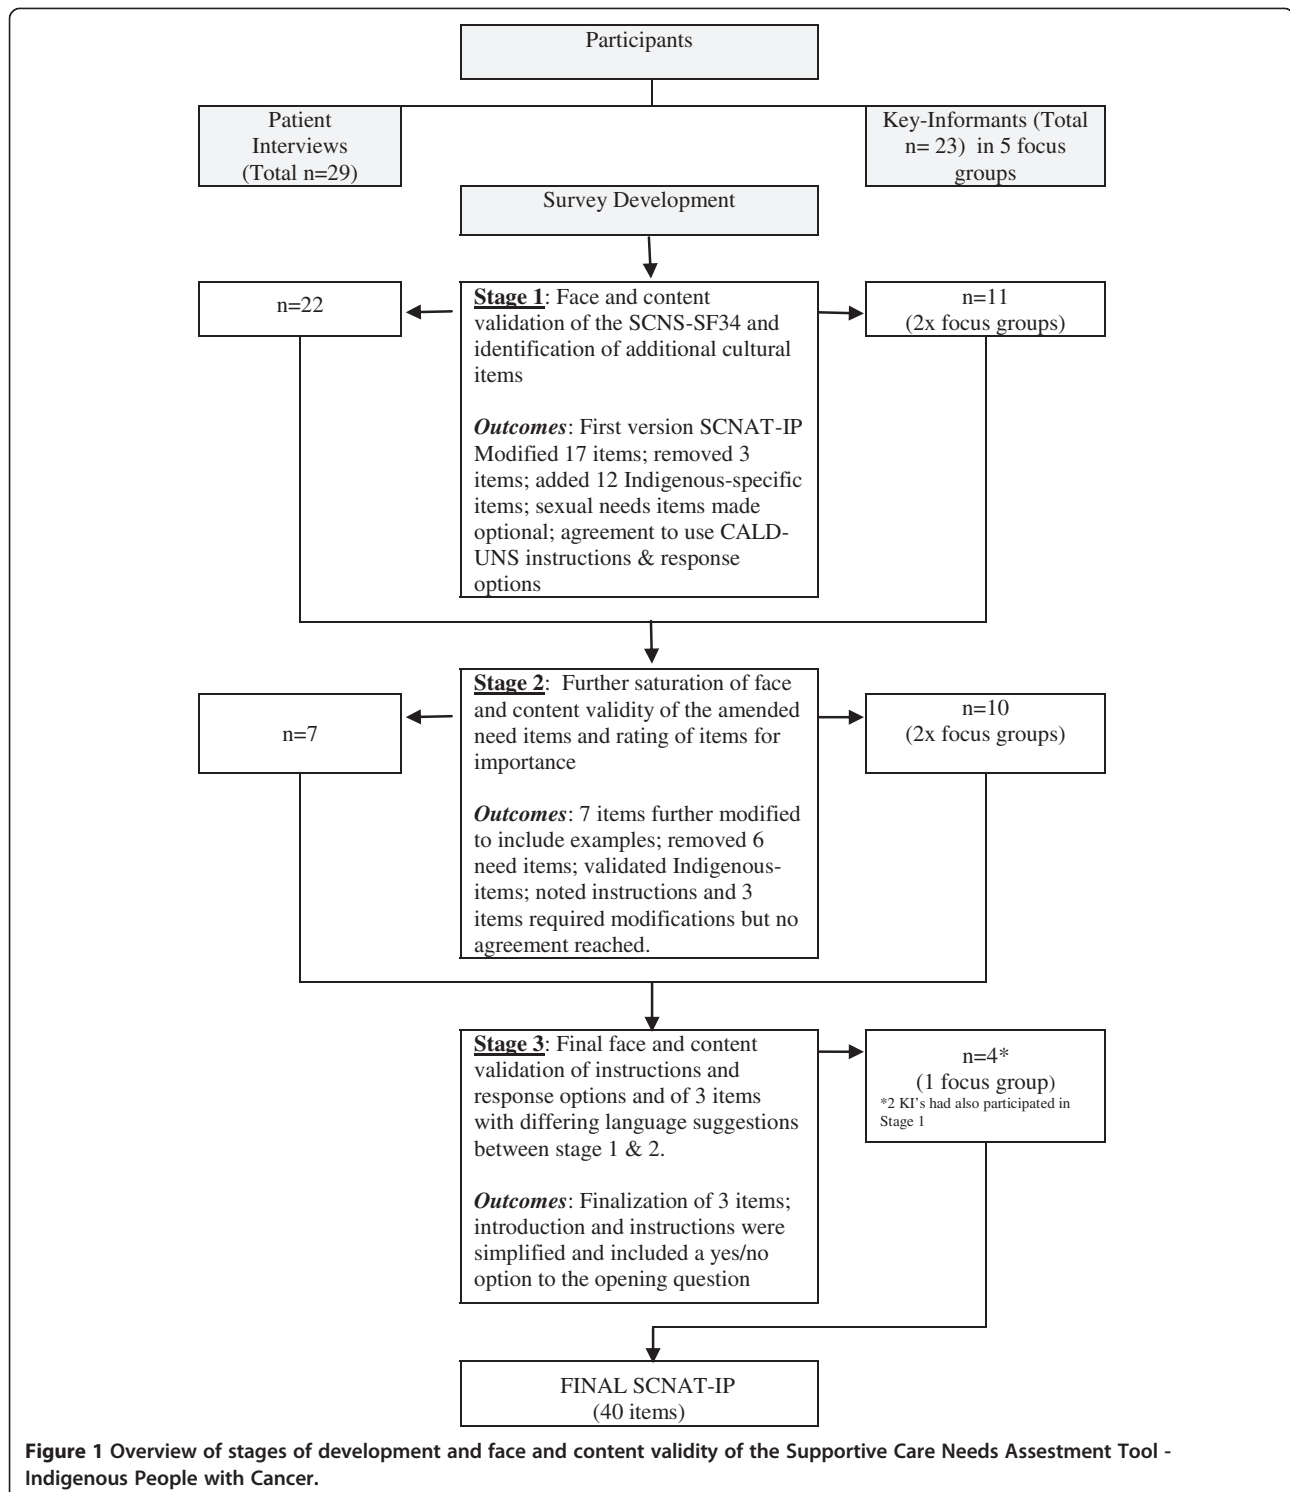 Participants
Patient
Interviews
(Total n=29)
Key-Informants (Total
n= 23) in 5 focus
groups
Survey Development
n=22
Stage 1: Face and content
validation of the SCNS-SF34 and
identification of additional cultural
items
Outcomes: First version SCNAT-IP
Modified 17 items; removed 3
items; added 12 Indigenous-specific
items; sexual needs items made
optional; agreement to use CALD-
UNS instructions & response
options
n=11
(2x focus groups)
n=7
Stage 2: Further saturation of face
and content validity of the amended
need items and rating of items for
importance
Outcomes: 7 items further modified
to include examples; removed 6
need items; validated Indigenous-
items; noted instructions and 3
items required modifications but no
agreement reached.
n=10
(2x focus groups)
Stage 3: Final face and content
validation of instructions and
response options and of 3 items
with differing language suggestions
between stage 1 & 2.
Outcomes: Finalization of 3 items;
introduction and instructions were
simplified and included a yes/no
option to the opening question
n=4*
(1 focus group)
*2 KI's had also participated in
Stage 1
FINAL SCNAT-IP
(40 items)
Figure 1 Overview of stages of development and face and content validity of the Supportive Care Needs Assestment Tool -
Indigenous People with Cancer.